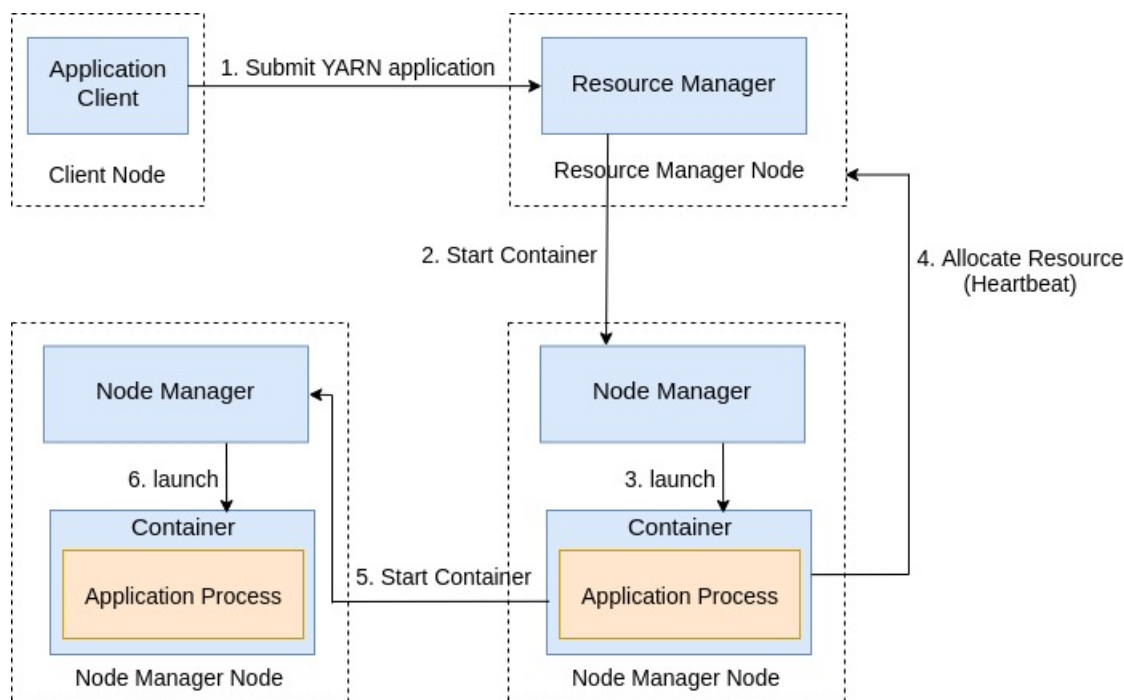 Application
Client
1. Submit YARN application
Resource Manager
Client Node
Resource Manager Node
2. Start Container
4. Allocate Resource
(Heartbeat)
Node Manager
Node Manager
6. launch
3. launch
Container
Container
5. Start Container
Application Process
Application Process
Node Manager Node
Node Manager Node